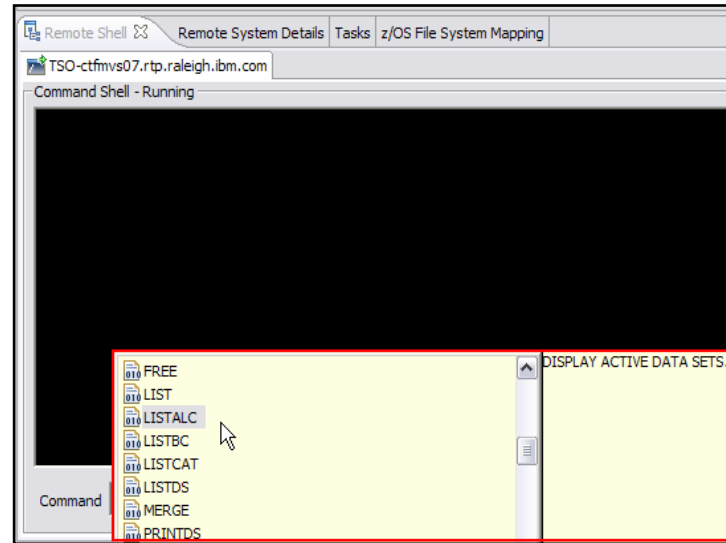 Remote Shell Remote System Details Tasks z/OS File System Mapping
TSO-ctfmvs07.rtp.raleigh.ibm.com
Command Shell - Running
FREE
DISPLAY ACTIVE DATA SETS.
LIST
LISTALC
LISTBC
LISTCAT
LISTDS
Command
MERGE
PRINTDS